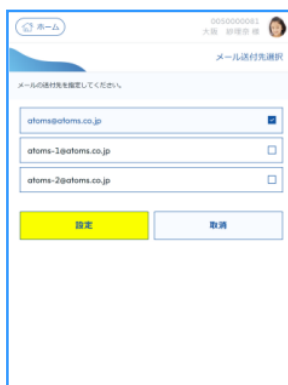 ホーム
0050000061
大阪 紗理奈 様
メール送付先選択
メールの送付先を指定してください。
atoms@atoms.co.jp
atoms-1@atoms.co.jp
atoms-2@atoms.co.jp
設定 取消